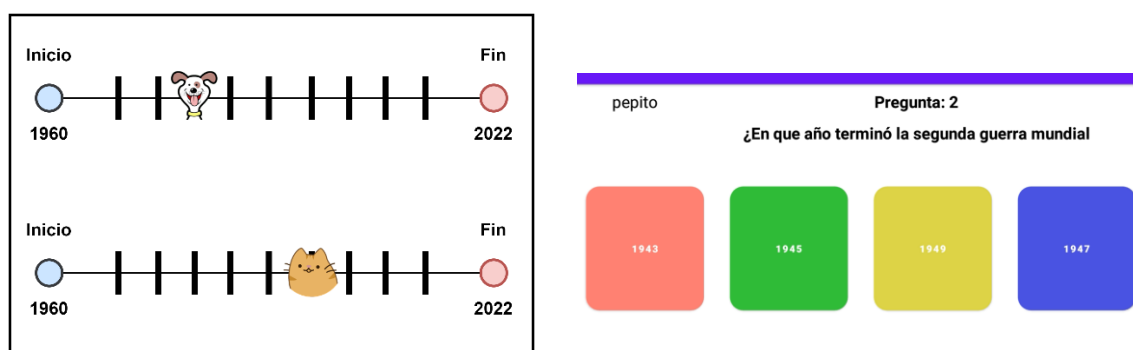 Inicio
Fin
1960
2022
Inicio
Fin
1960
2022
pepito
Pregunta: 2
¿En que año terminó la segunda guerra mundial
1943
1945
1949
1947